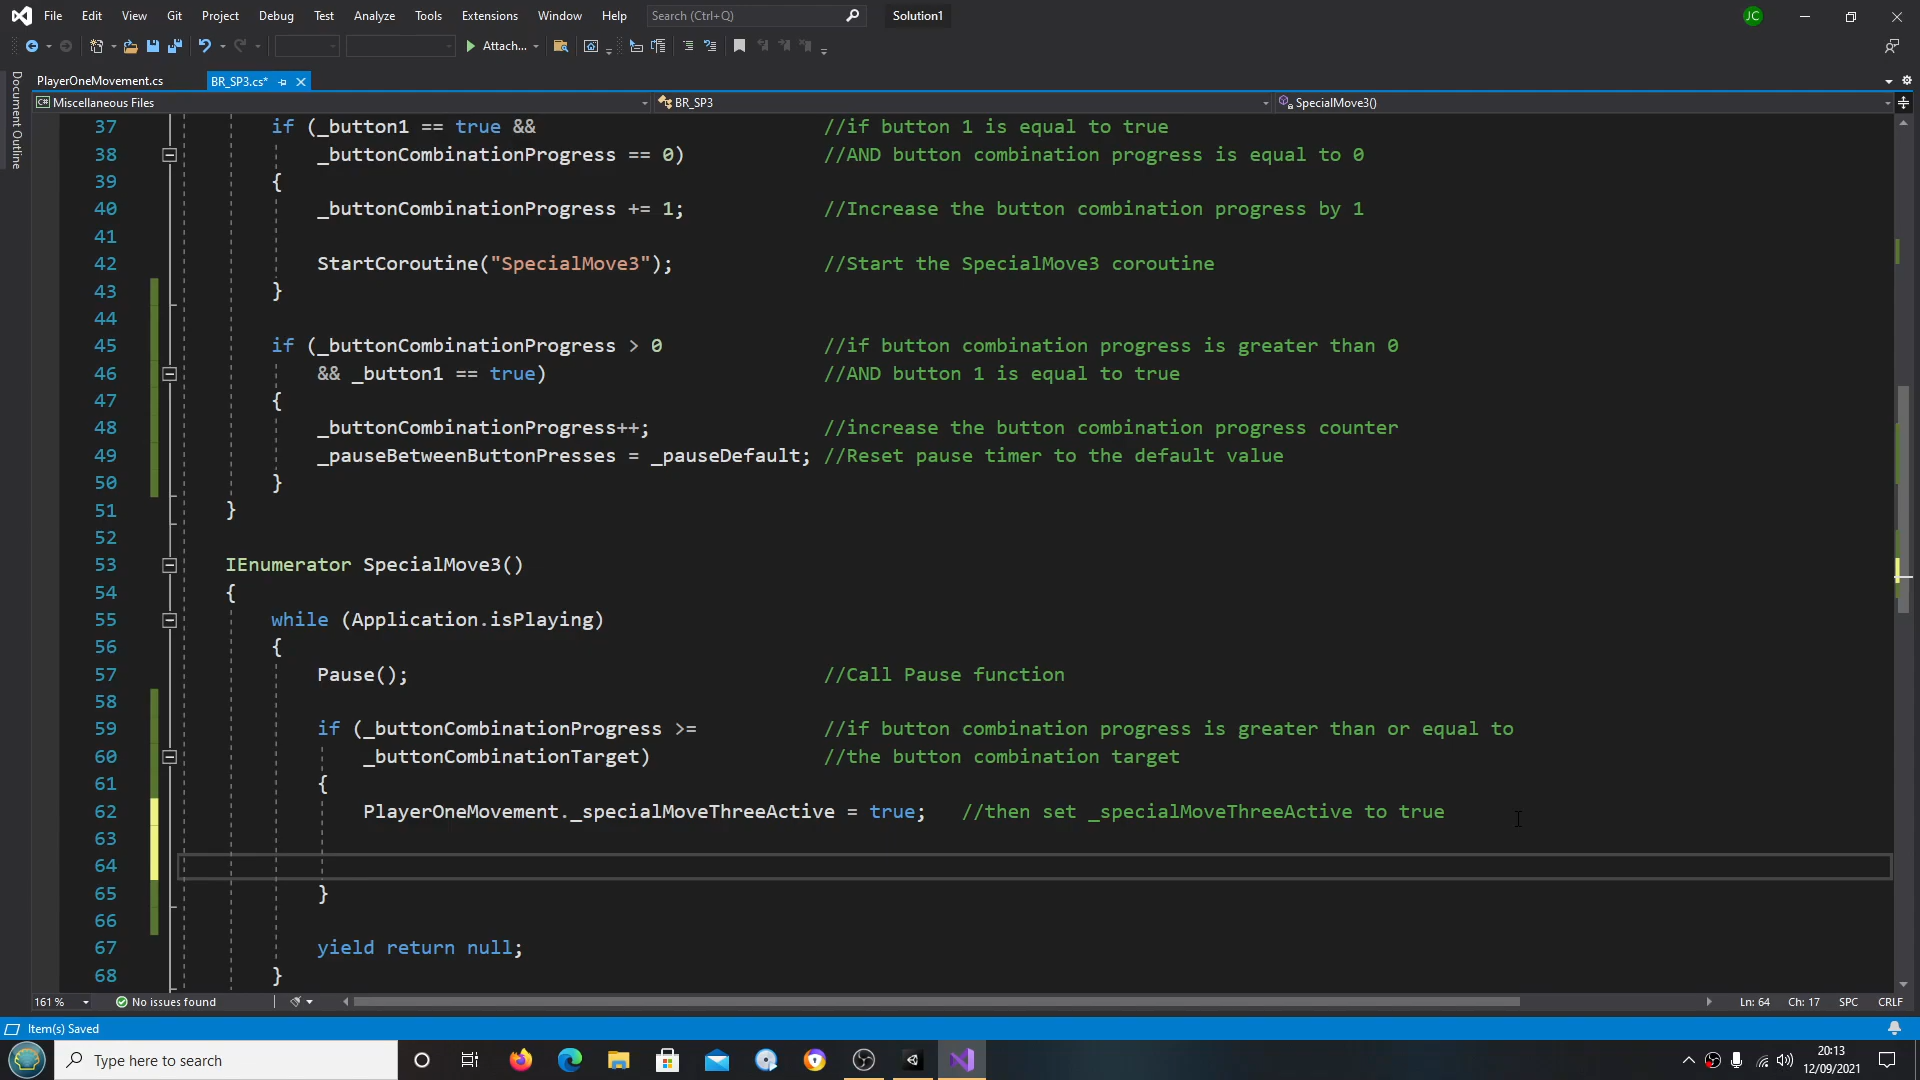 File Edit View Git Project Debug Test Analyze Tools Extensions Window Help Search (Ctrl+Q) Solution1 JC
Attach...
PlayerOneMovement.cs BR_SP3.cs*
Document Outline
C# Miscellaneous Files BR_SP3 SpecialMove3()
37 if (_button1 == true && //if button 1 is equal to true
38 _buttonCombinationProgress == 0) //AND button combination progress is equal to 0
39 {
40 _buttonCombinationProgress += 1; //Increase the button combination progress by 1
41
42 StartCoroutine("SpecialMove3"); //Start the SpecialMove3 coroutine
43 }
44
45 if (_buttonCombinationProgress > 0 //if button combination progress is greater than 0
46 && _button1 == true) //AND button 1 is equal to true
47 {
48 _buttonCombinationProgress++; //increase the button combination progress counter
49 _pauseBetweenButtonPresses = _pauseDefault; //Reset pause timer to the default value
50 }
51 }
52
53 IEnumerator SpecialMove3()
54 {
55 while (Application.isPlaying)
56 {
57 Pause(); //Call Pause function
58
59 if (_buttonCombinationProgress >= //if button combination progress is greater than or equal to
60 _buttonCombinationTarget) //the button combination target
61 {
62 PlayerOneMovement._specialMoveThreeActive = true; //then set _specialMoveThreeActive to true
63
64
65 }
66
67 yield return null;
68 }
161 % No issues found Ln: 64 Ch: 17 SPC CRLF
Item(s) Saved
Type here to search
20:13
12/09/2021